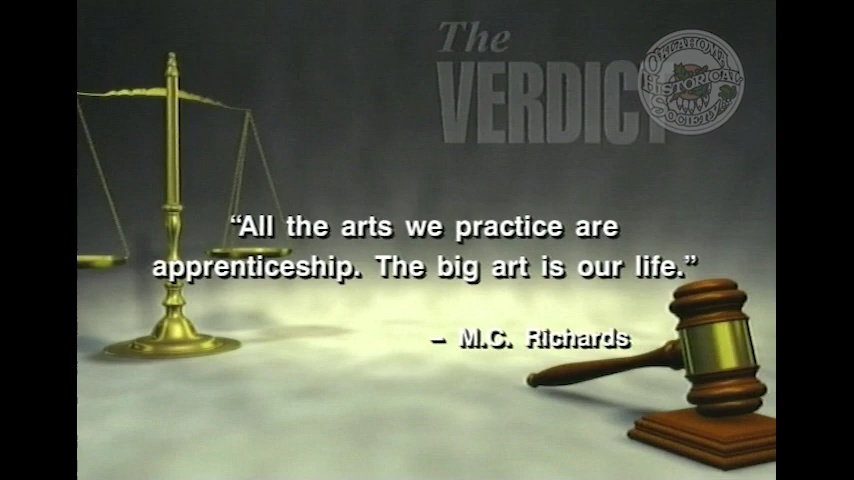 The
VERDICT
OKLAHOMA
HISTORICAL
SOCIETY
“All the arts we practice are
apprenticeship. The big art is our life.”
– M.C. Richards